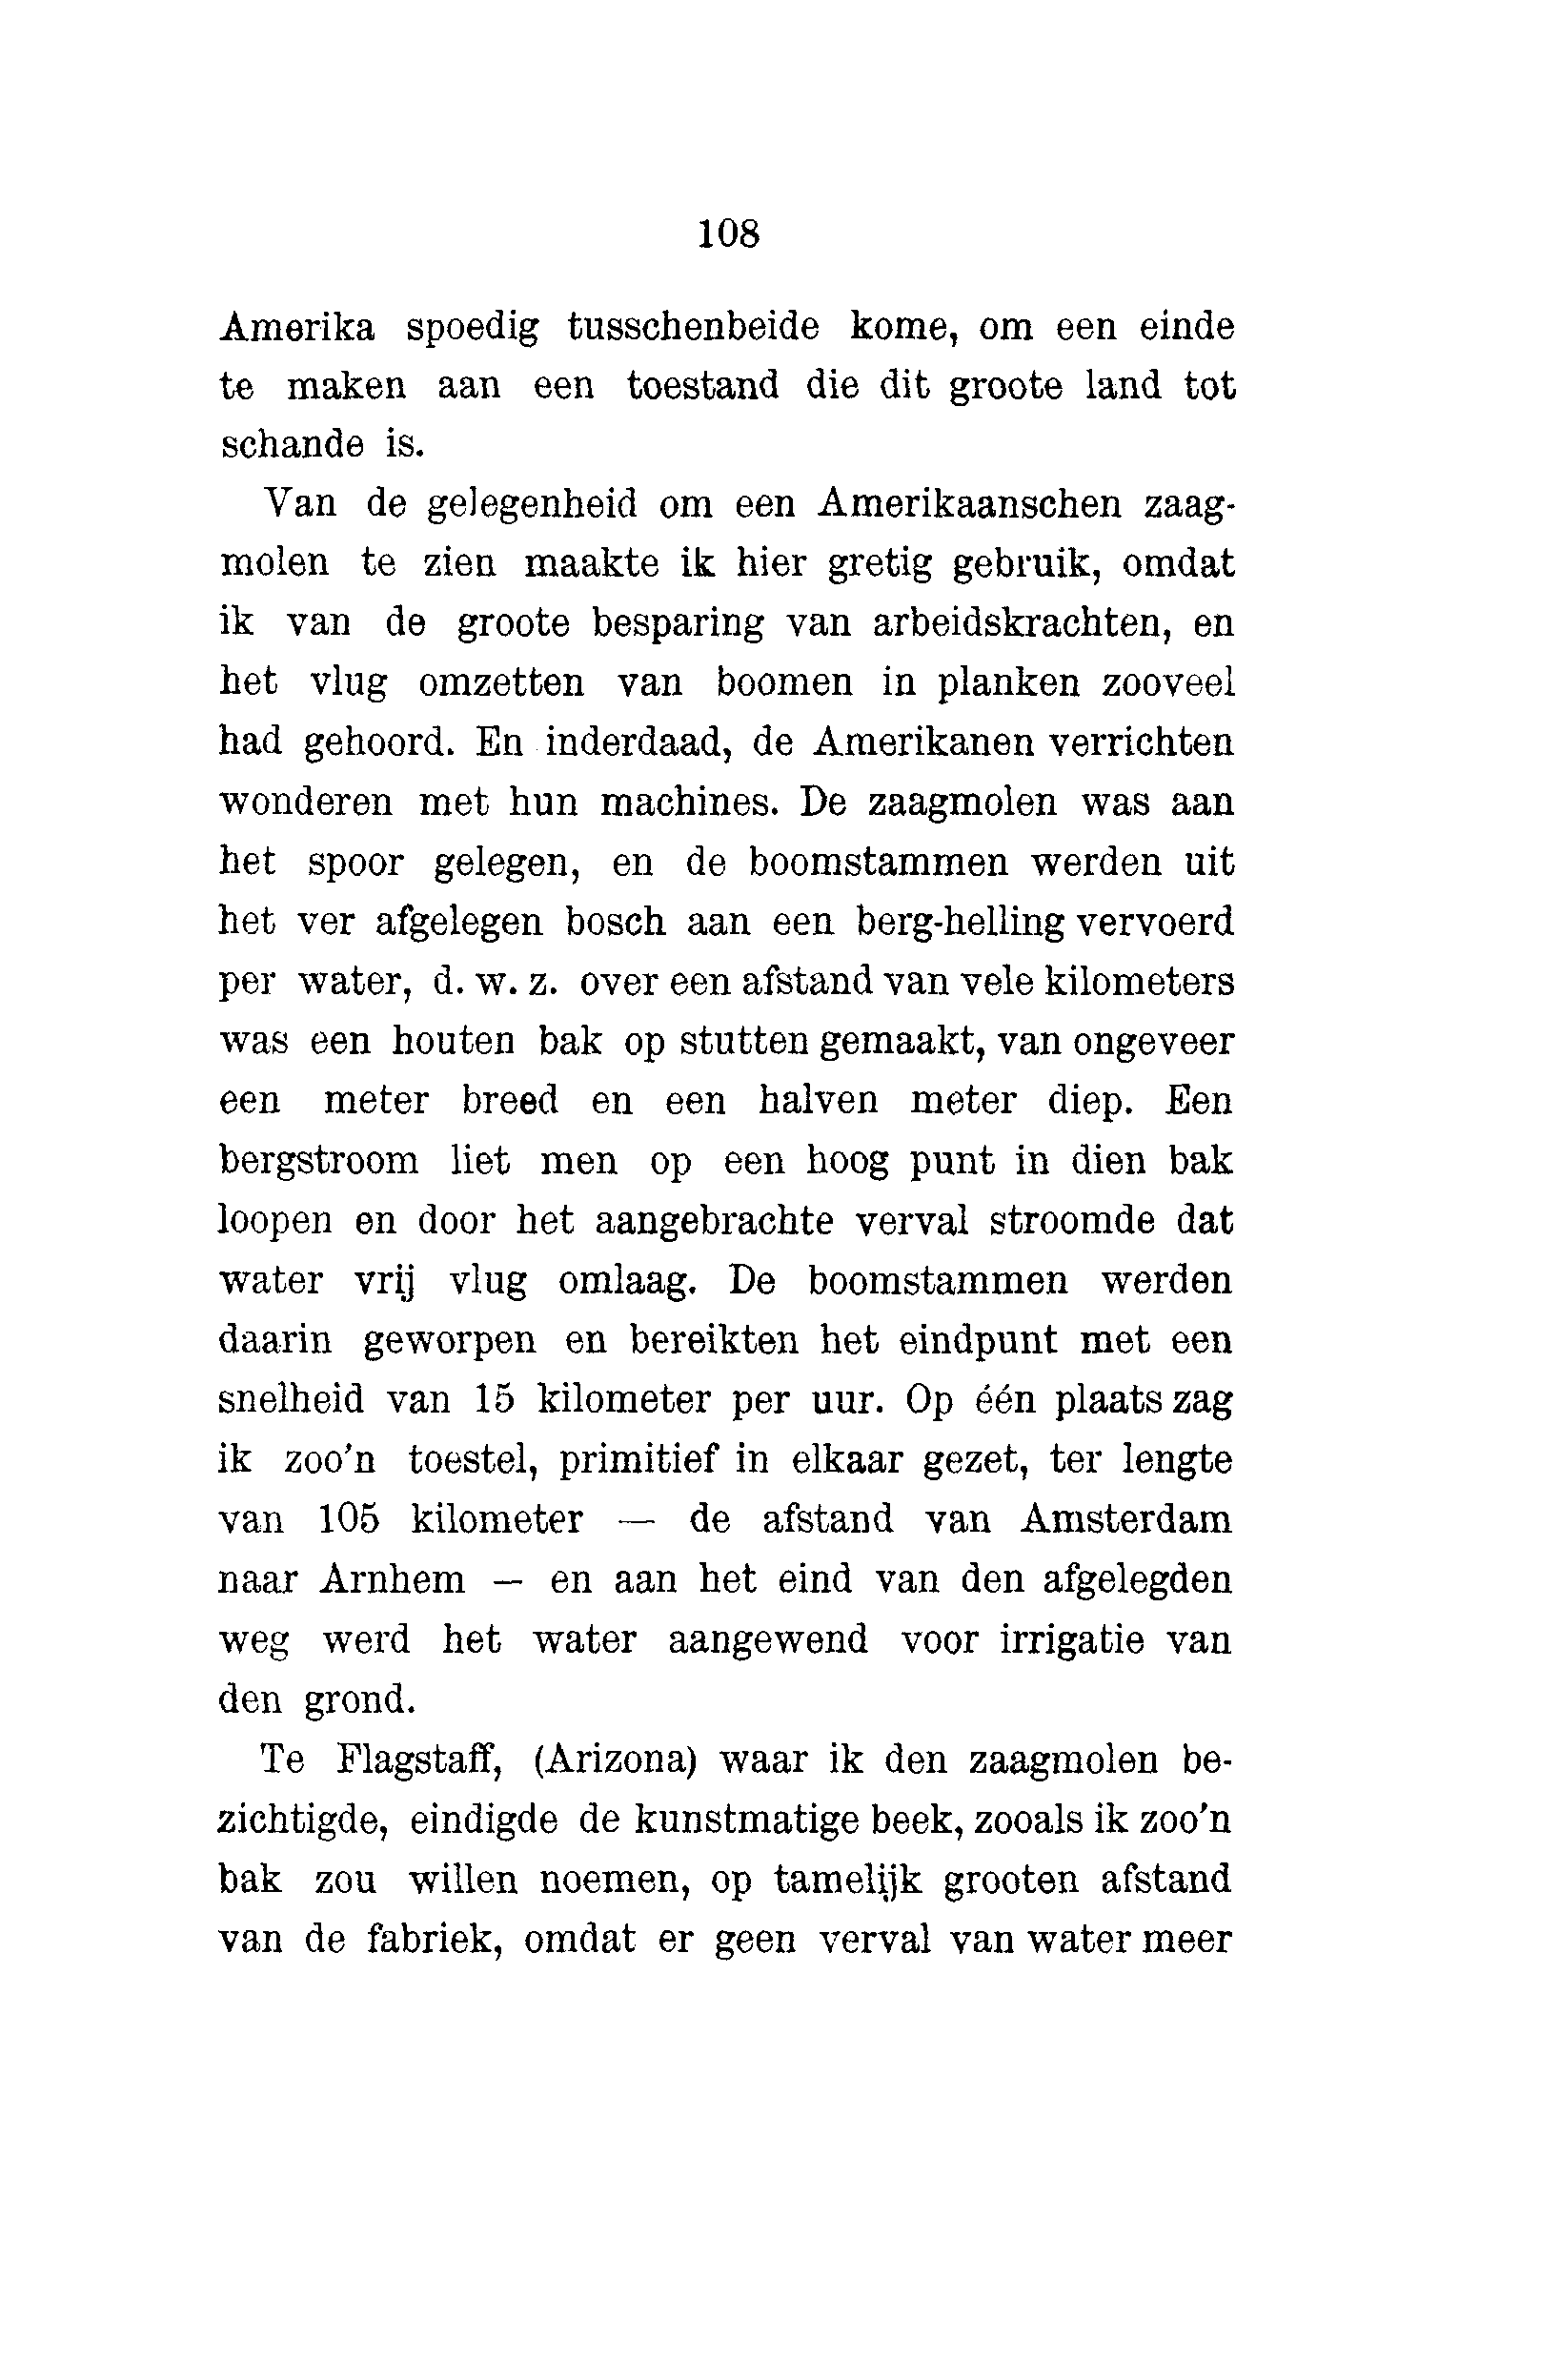 108
Amerika spoedig tusschenbeide kome, om een einde
te maken aan een toestand die dit groote land tot
schande is.
Van de gelegenheid om een Amerikaanschen zaag-
molen te zien maakte ik hier gretig gebruik, omdat
ik van de groote besparing van arbeidskrachten, en
het vlug omzetten van boomen in planken zooveel
had gehoord. En inderdaad, de Amerikanen verrichten
wonderen met hun machines. De zaagmolen was aan
het spoor gelegen, en de boomstammen werden uit
het ver afgelegen bosch aan een berg-helling vervoerd
per water, d. w. z. over een afstand van vele kilometers
was een houten bak op stutten gemaakt, van ongeveer
een meter breed en een halven meter diep. Een
bergstroom liet men op een hoog punt in dien bak
loopen en door het aangebrachte verval stroomde dat
water vrij vlug omlaag. De boomstammen werden
daarin geworpen en bereikten het eindpunt met een
snelheid van 15 kilometer per uur. Op één plaats zag
ik zoo'n toestel, primitief in elkaar gezet, ter lengte
van 105 kilometer — de afstand van Amsterdam
naar Arnhem — en aan het eind van den afgelegden
weg werd het water aangewend voor irrigatie van
den grond.
Te Flagstaff, (Arizona) waar ik den zaagmolen be-
zichtigde, eindigde de kunstmatige beek, zooals ik zoo'n
bak zou willen noemen, op tamelijk grooten afstand
van de fabriek, omdat er geen verval van water meer